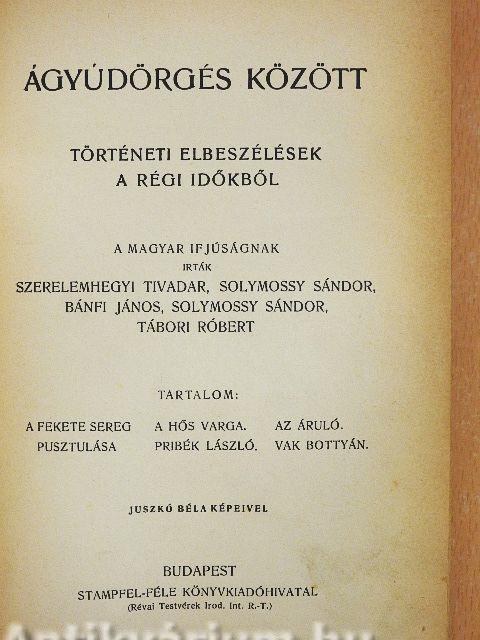 ÁGYÚDÖRGÉS KÖZÖTT
TÖRTÉNETI ELBESZÉLÉSEK
A RÉGI IDŐKBŐL
A MAGYAR IFJÚSÁGNAK
IRTÁK
SZERELEMHEGYI TIVADAR, SOLYMOSSY SÁNDOR,
BÁNFI JÁNOS, SOLYMOSSY SÁNDOR,
TÁBORI RÓBERT
TARTALOM:
A FEKETE SEREG A HŐS VARGA. AZ ÁRULÓ.
PUSZTULÁSA PRIBÉK LÁSZLÓ. VAK BOTTYÁN.
JUSZKÓ BÉLA KÉPEIVEL
BUDAPEST
STAMPFEL-FÉLE KÖNYVKIADÓHIVATAL
(Révai Testvérek Irod. Int. R.-T.)
Antikvárium.hu